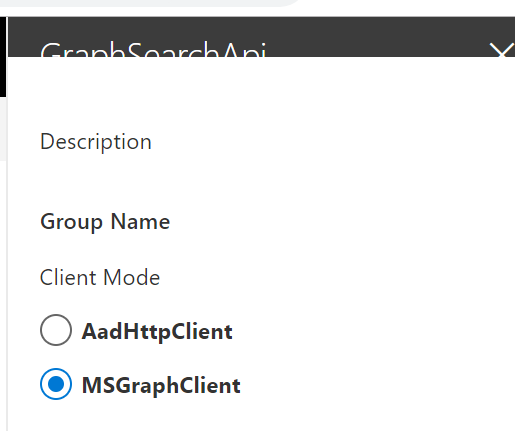 GraphSearchApi
Description
Group Name
Client Mode
AadHttpClient
MSGraphClient